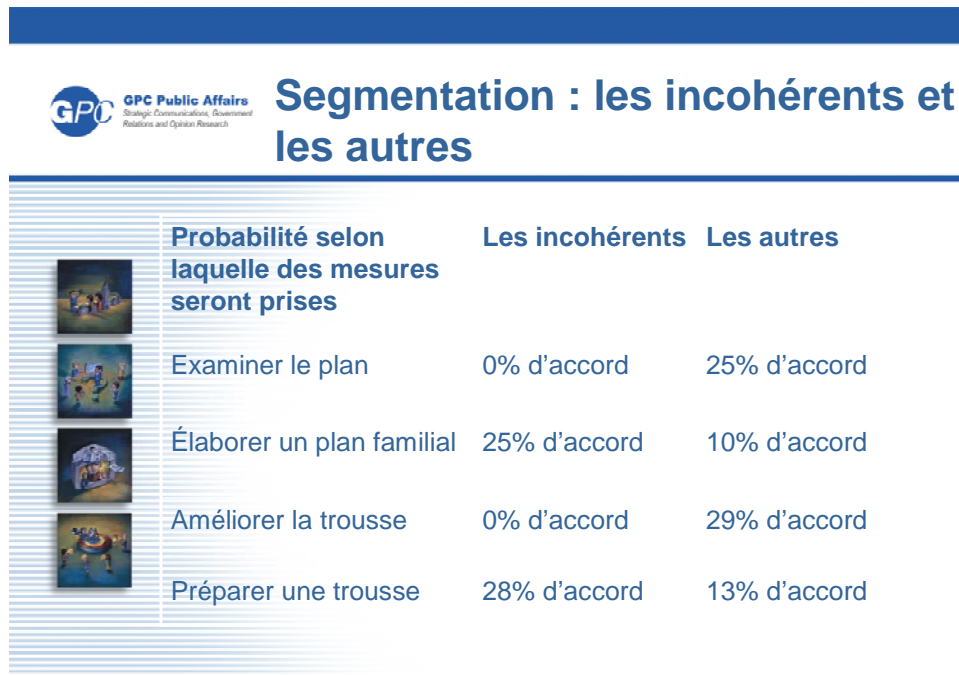 GPC
GPC Public Affairs
Strategic Communications, Government
Relations and Opinion Research
Segmentation : les incohérents et
les autres
Probabilité selon
laquelle des mesures
seront prises
Les incohérents
Les autres
Examiner le plan
0% d’accord
25% d’accord
Élaborer un plan familial
25% d’accord
10% d’accord
Améliorer la trousse
0% d’accord
29% d’accord
Préparer une trousse
28% d’accord
13% d’accord